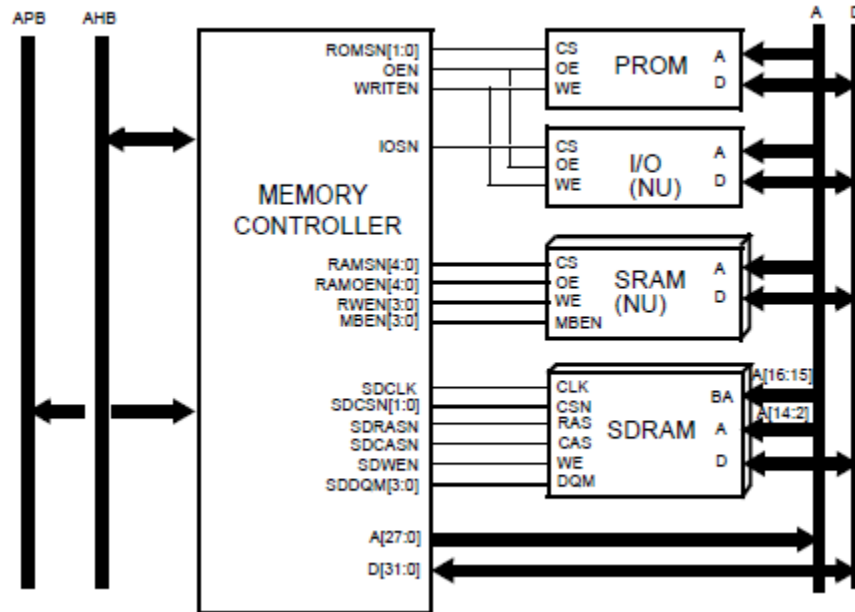 APB AHB A D
ROMSN[1:0]
OEN
WRITEN
IOSN
MEMORY
CONTROLLER
RAMSN[4:0]
RAMOEN[4:0]
RWEN[3:0]
MBEN[3:0]
SDCLK
SDCSN[1:0]
SDRASN
SDCASN
SDWEN
SDDQM[3:0]
A[27:0]
D[31:0]
CS
OE
WE
PROM
A
D
CS
OE
WE
I/O
(NU)
A
D
CS
OE
WE
MBEN
SRAM
(NU)
A
D
CLK
CSN
RAS
CAS
WE
DQM
SDRAM
BA
A
D
A[16:15]
A[14:2]